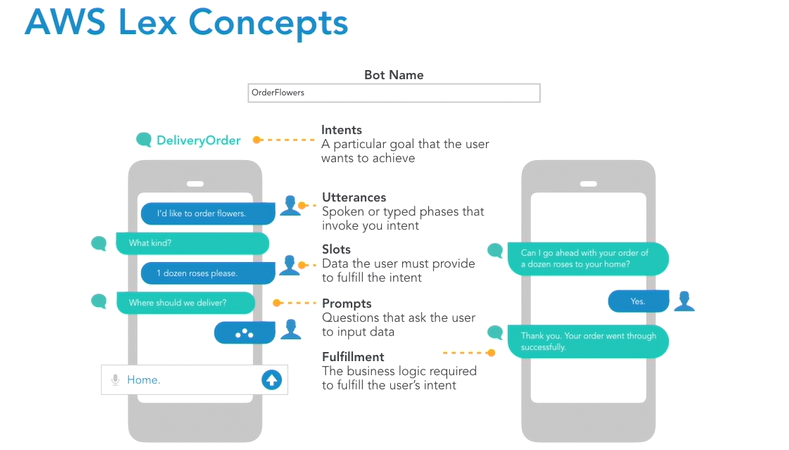 AWS Lex Concepts
Bot Name
OrderFlowers
DeliveryOrder
Intents
A particular goal that the user
wants to achieve
I'd like to order flowers.
What kind?
1 dozen roses please.
Where should we deliver?
Home.
Utterances
Spoken or typed phases that
invoke you intent
Slots
Data the user must provide
to fulfill the intent
Prompts
Questions that ask the user
to input data
Fulfillment
The business logic required
to fulfill the user's intent
Can I go ahead with your order of
a dozen roses to your home?
Yes.
Thank you. Your order went through
successfully.